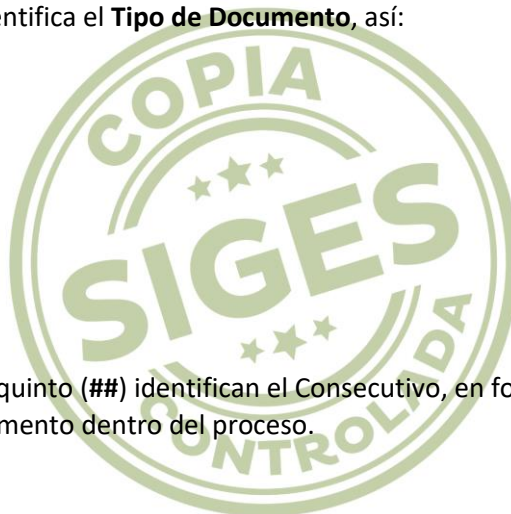 entifica el Tipo de Documento, así:
COPIA
SIGES
CONTROLADA
quinto (##) identifican el Consecutivo, en fo
mento dentro del proceso.